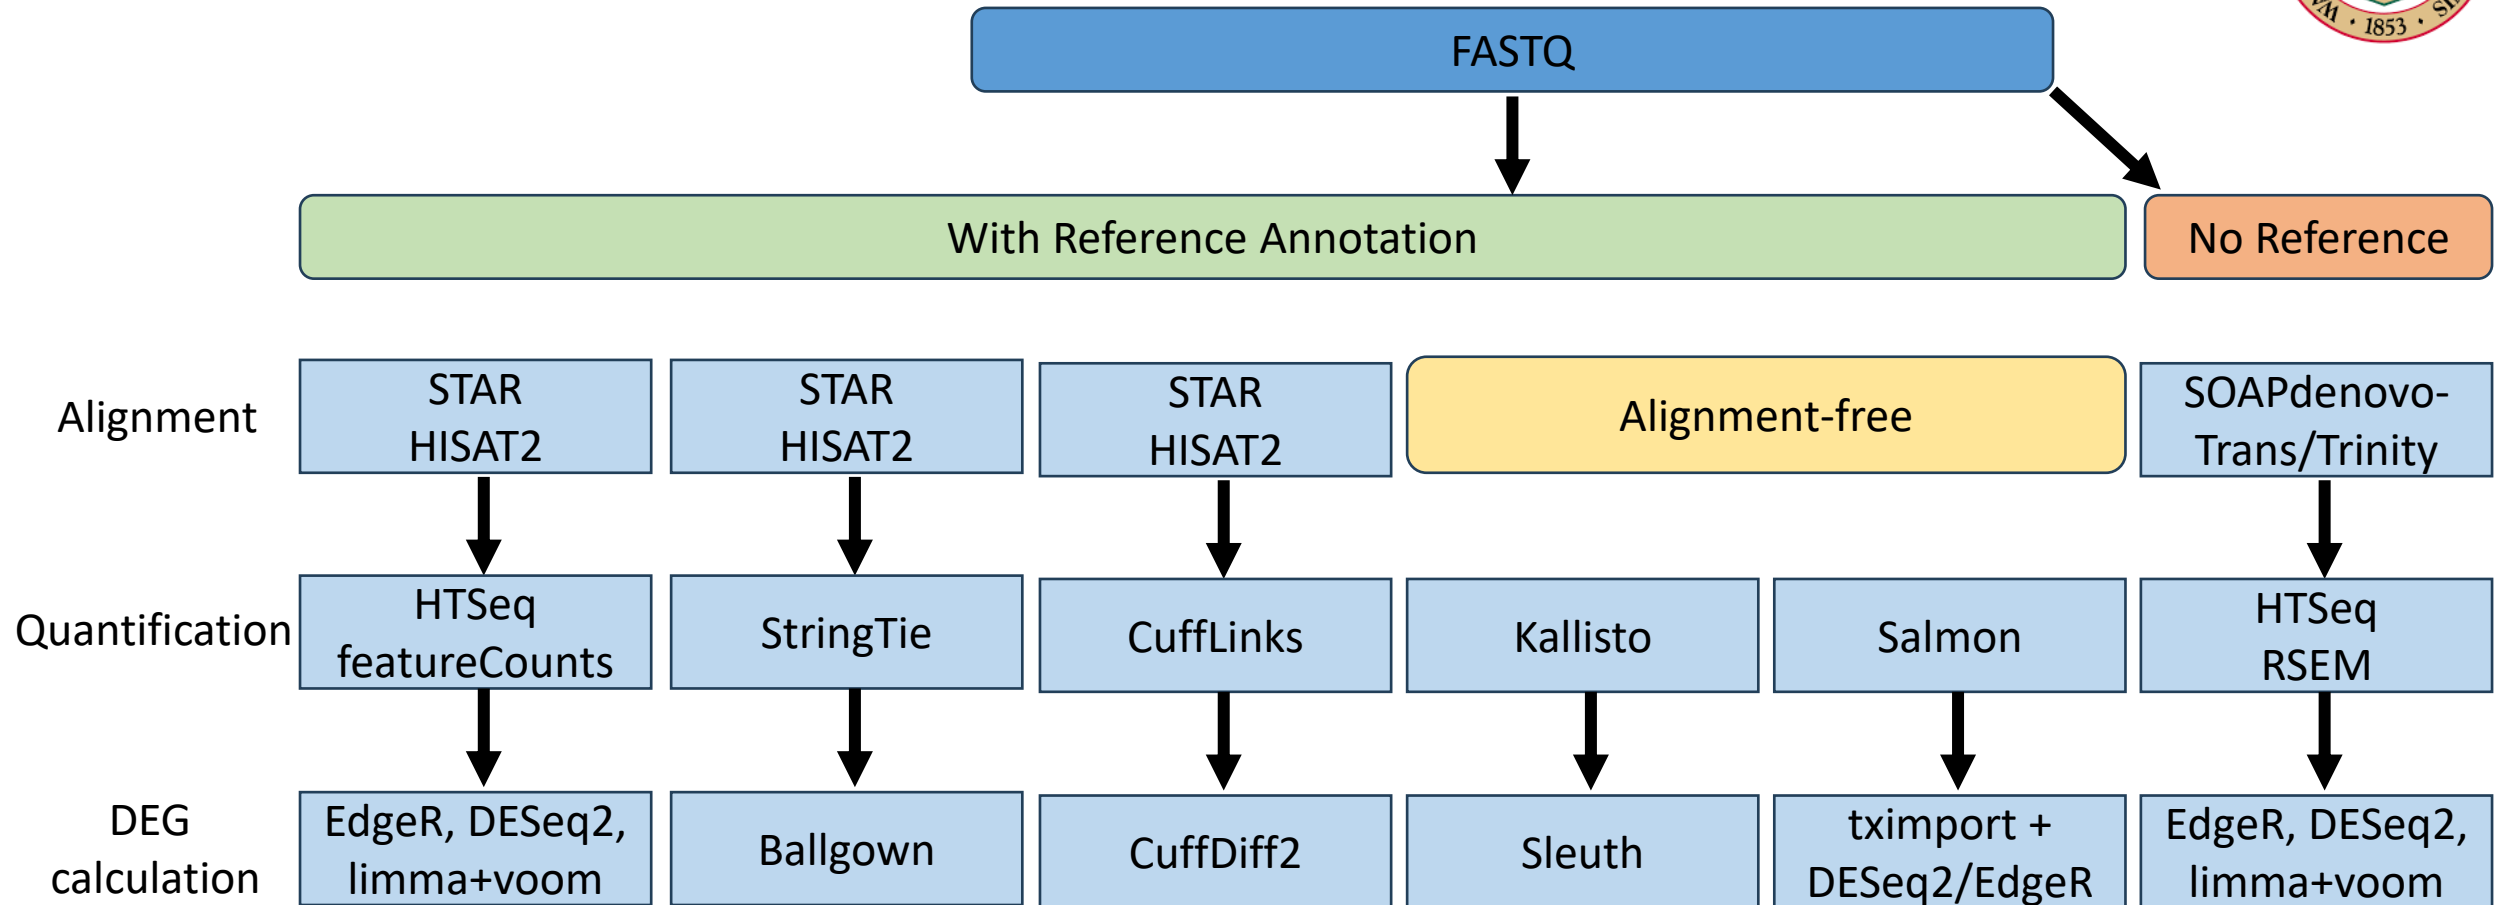 WA · 1853 · SIS
FASTQ
With Reference Annotation
No Reference
Alignment
STAR
HISAT2
STAR
HISAT2
STAR
HISAT2
Alignment-free
SOAPdenovo-
Trans/Trinity
Quantification
HTSeq
featureCounts
StringTie
CuffLinks
Kallisto
Salmon
HTSeq
RSEM
DEG
calculation
EdgeR, DESeq2,
limma+voom
Ballgown
CuffDiff2
Sleuth
tximport +
DESeq2/EdgeR
EdgeR, DESeq2,
limma+voom